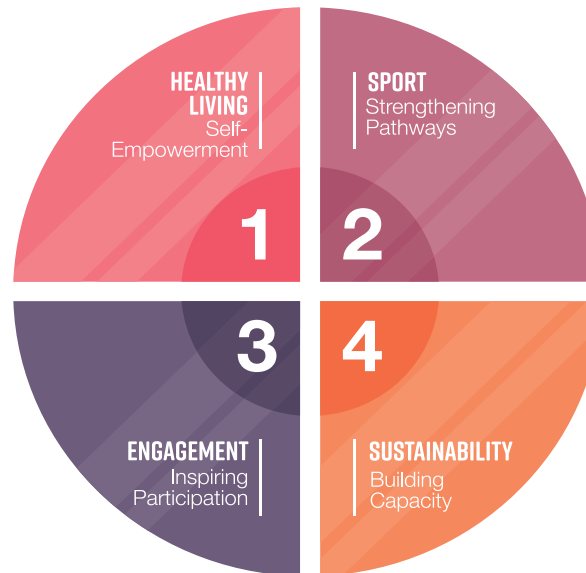 HEALTHY
LIVING
Self-
Empowerment
1
SPORT
Strengthening
Pathways
2
3
ENGAGEMENT
Inspiring
Participation
4
SUSTAINABILITY
Building
Capacity